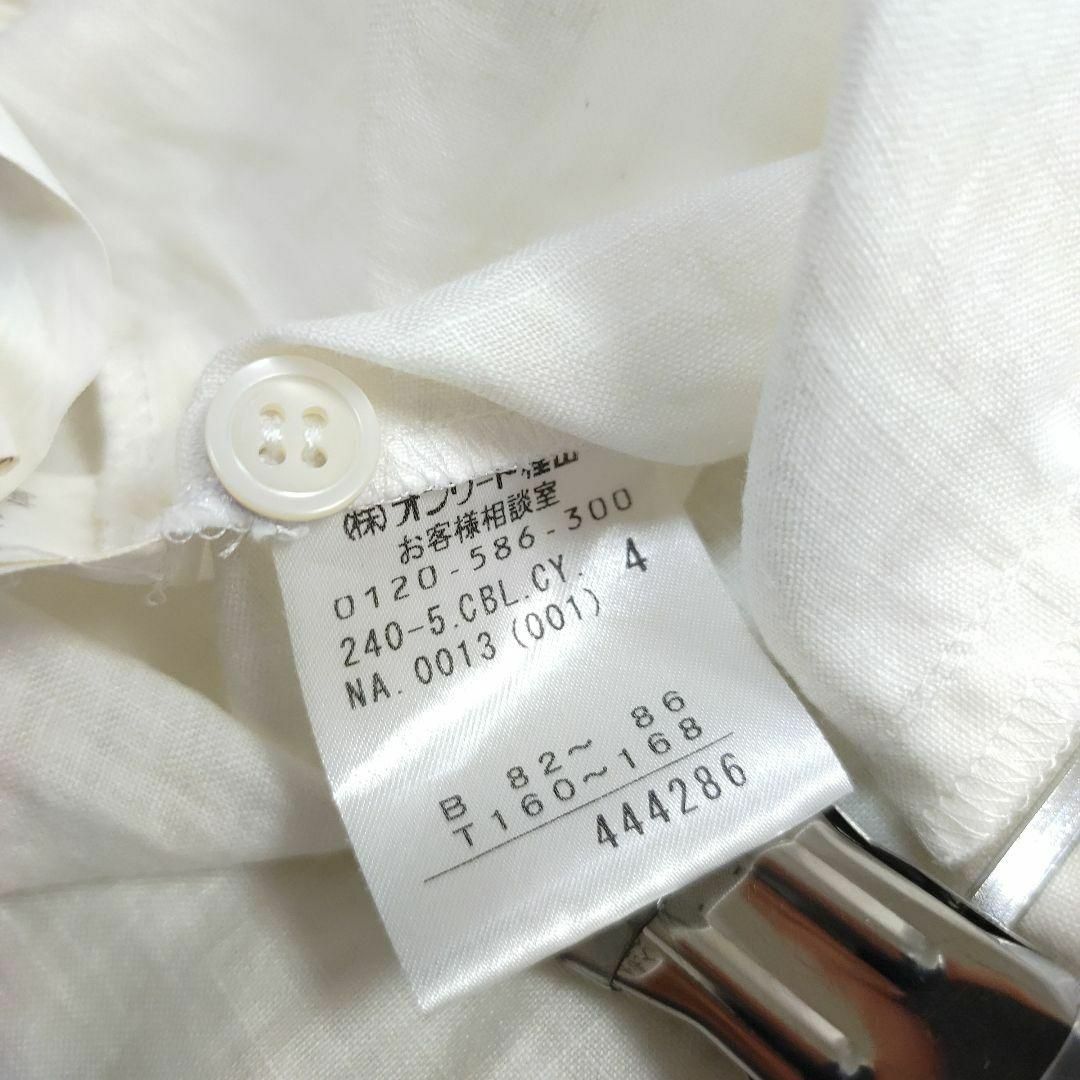 (株)オンワード樫山
お客様相談室
0120-586-300
240-5.CBL.CY. 4
NA.0013(001)
B 82～ 86
T160～168
444286